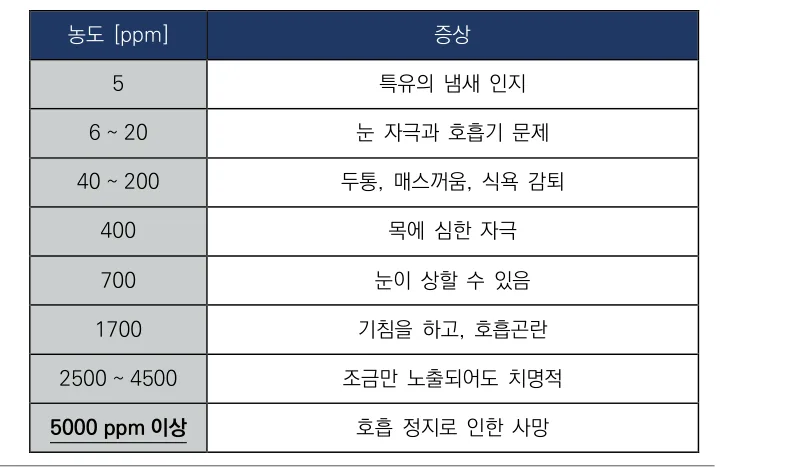 농도 [ppm] 증상
5 특유의 냄새 인지
6 ~ 20 눈 자극과 호흡기 문제
40 ~ 200 두통, 매스꺼움, 식욕 감퇴
400 목에 심한 자극
700 눈이 상할 수 있음
1700 기침을 하고, 호흡곤란
2500 ~ 4500 조금만 노출되어도 치명적
5000 ppm 이상 호흡 정지로 인한 사망